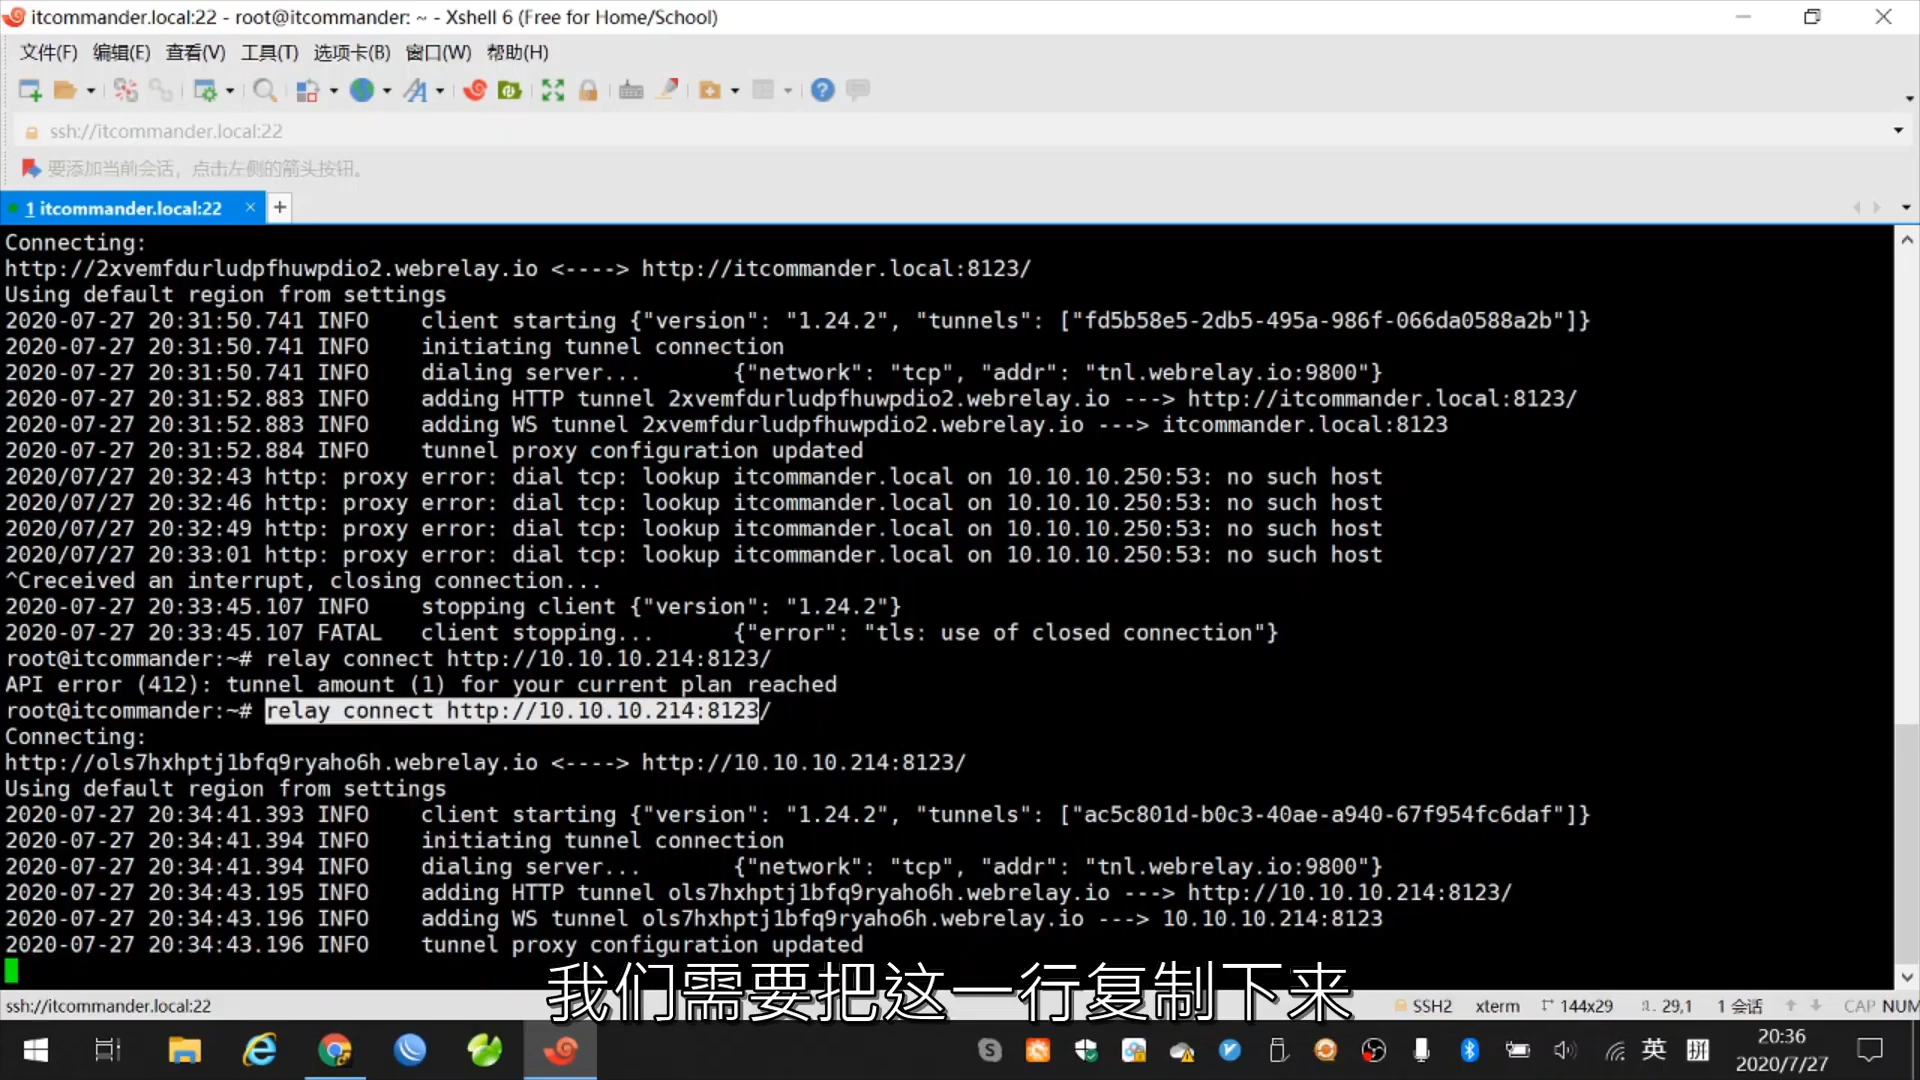 itcommander.local:22 - root@itcommander: ~ - Xshell 6 (Free for Home/School)
文件(F) 编辑(E) 查看(V) 工具(T) 选项卡(B) 窗口(W) 帮助(H)
ssh://itcommander.local:22
要添加当前会话，点击左侧的箭头按钮。
1 itcommander.local:22 × +
Connecting:
http://2xvemfdurludpfhuwpdio2.webrelay.io <----> http://itcommander.local:8123/
Using default region from settings
2020-07-27 20:31:50.741 INFO    client starting {"version": "1.24.2", "tunnels": ["fd5b58e5-2db5-495a-986f-066da0588a2b"]}
2020-07-27 20:31:50.741 INFO    initiating tunnel connection
2020-07-27 20:31:50.741 INFO    dialing server...       {"network": "tcp", "addr": "tnl.webrelay.io:9800"}
2020-07-27 20:31:52.883 INFO    adding HTTP tunnel 2xvemfdurludpfhuwpdio2.webrelay.io ---> http://itcommander.local:8123/
2020-07-27 20:31:52.883 INFO    adding WS tunnel 2xvemfdurludpfhuwpdio2.webrelay.io ---> itcommander.local:8123
2020-07-27 20:31:52.884 INFO    tunnel proxy configuration updated
2020/07/27 20:32:43 http: proxy error: dial tcp: lookup itcommander.local on 10.10.10.250:53: no such host
2020/07/27 20:32:46 http: proxy error: dial tcp: lookup itcommander.local on 10.10.10.250:53: no such host
2020/07/27 20:32:49 http: proxy error: dial tcp: lookup itcommander.local on 10.10.10.250:53: no such host
2020/07/27 20:33:01 http: proxy error: dial tcp: lookup itcommander.local on 10.10.10.250:53: no such host
^Creceived an interrupt, closing connection...
2020-07-27 20:33:45.107 INFO    stopping client {"version": "1.24.2"}
2020-07-27 20:33:45.107 FATAL   client stopping...      {"error": "tls: use of closed connection"}
root@itcommander:~# relay connect http://10.10.10.214:8123/
API error (412): tunnel amount (1) for your current plan reached
root@itcommander:~# relay connect http://10.10.10.214:8123/
Connecting:
http://ols7hxhptj1bfq9ryaho6h.webrelay.io <----> http://10.10.10.214:8123/
Using default region from settings
2020-07-27 20:34:41.393 INFO    client starting {"version": "1.24.2", "tunnels": ["ac5c801d-b0c3-40ae-a940-67f954fc6daf"]}
2020-07-27 20:34:41.394 INFO    initiating tunnel connection
2020-07-27 20:34:41.394 INFO    dialing server...       {"network": "tcp", "addr": "tnl.webrelay.io:9800"}
2020-07-27 20:34:43.195 INFO    adding HTTP tunnel ols7hxhptj1bfq9ryaho6h.webrelay.io ---> http://10.10.10.214:8123/
2020-07-27 20:34:43.196 INFO    adding WS tunnel ols7hxhptj1bfq9ryaho6h.webrelay.io ---> 10.10.10.214:8123
2020-07-27 20:34:43.196 INFO    tunnel proxy configuration updated
我们需要把这一行复制下来
ssh://itcommander.local:22 SSH2 xterm 144x29 29,1 1 会话 CAP NUM
英 拼 20:36
2020/7/27